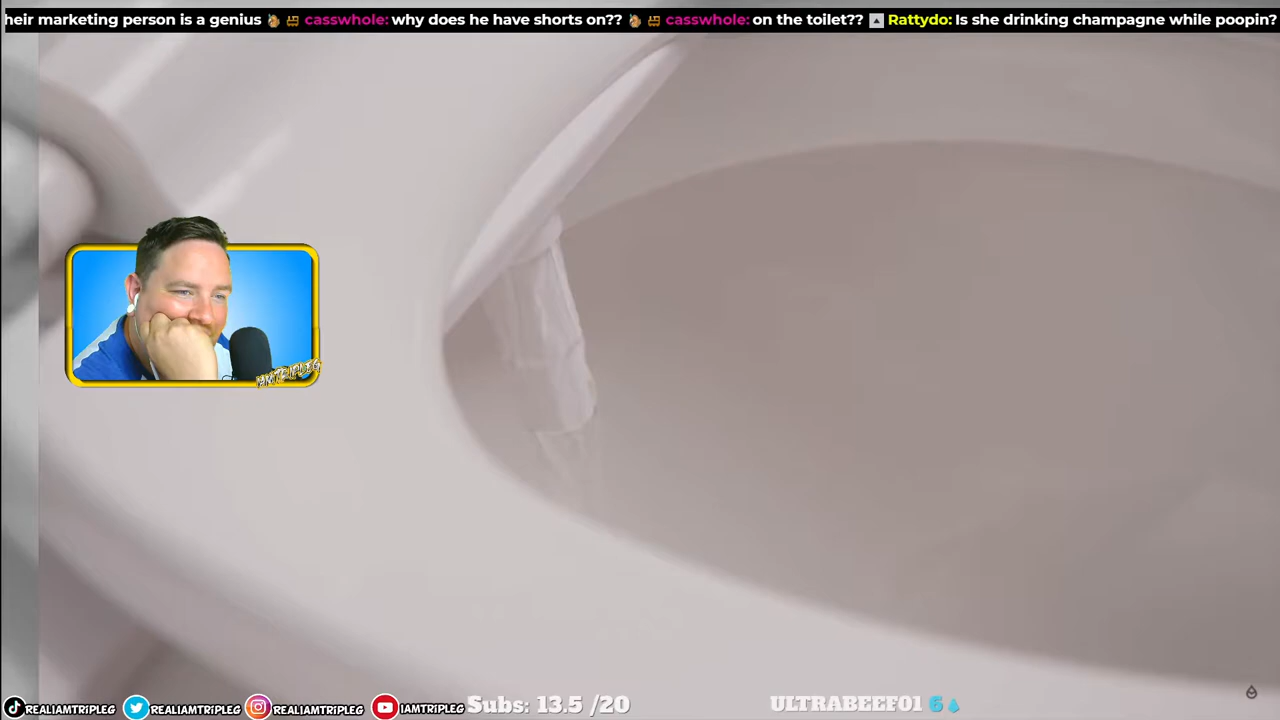 heir marketing person is a genius casswhole: why does he have shorts on?? casswhole: on the toilet?? Rattydo: Is she drinking champagne while poopin?
IAMTRIPLEG
REALIAMTRIPLEG REALIAMTRIPLEG REALIAMTRIPLEG IAMTRIPLEG Subs: 13.5 /20 ULTRABEEF01 6